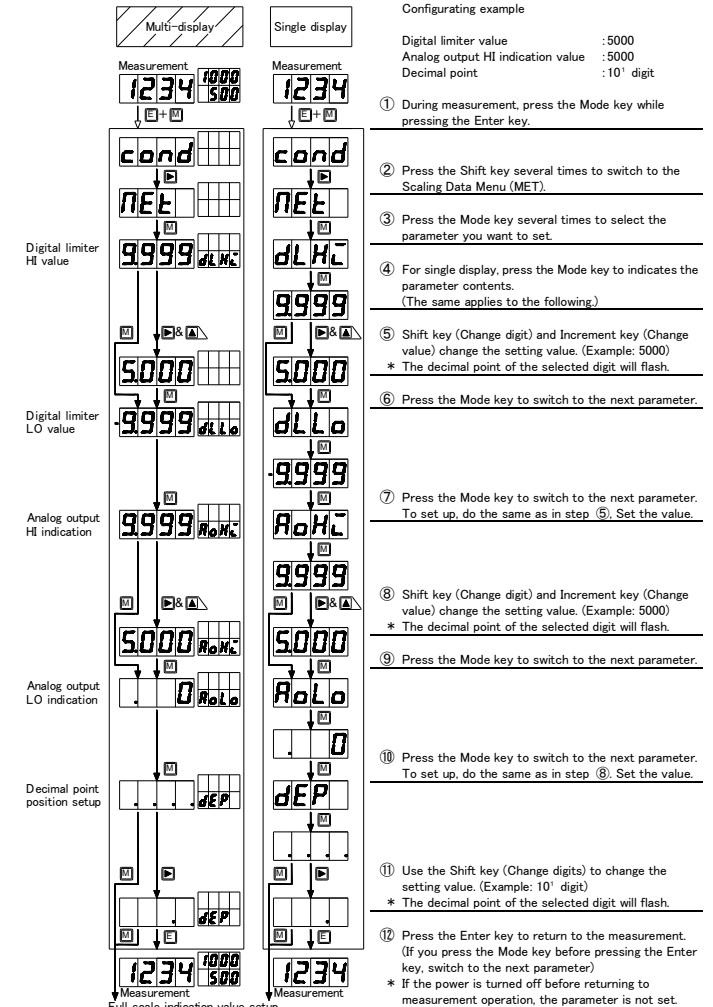 Multi-display
Single display
Configurating example
Digital limiter value :5000
Analog output HI indication value :5000
Decimal point :10¹ digit
Measurement
1234 1000 500
E+M
cond
▶
MEt
M
Digital limiter
HI value
9.999 dLHi
M
▶&▲
5.000
M
Digital limiter
LO value
-9.999 dLLo
M
Analog output
HI indication
9.999 AoHi
M
▶&▲
5.000 AoHi
M
Analog output
LO indication
. 0 AoLo
M
Decimal point
position setup
. . . . dEP
M
▶
. dEP
M
E
1234 1000 500
Measurement
Full scale indication value setup
Measurement
1234
E+M
cond
▶
MEt
M
dLHi
M
9.999
M
▶&▲
5.000
M
dLLo
M
-9.999
M
AoHi
M
9.999
M
▶&▲
5.000
M
AoLo
M
. 0
M
dEP
M
. . . .
M
▶
.
M
E
1234
Measurement
① During measurement, press the Mode key while
pressing the Enter key.
② Press the Shift key several times to switch to the
Scaling Data Menu (MET).
③ Press the Mode key several times to select the
parameter you want to set.
④ For single display, press the Mode key to indicates the
parameter contents.
(The same applies to the following.)
⑤ Shift key (Change digit) and Increment key (Change
value) change the setting value. (Example: 5000)
* The decimal point of the selected digit will flash.
⑥ Press the Mode key to switch to the next parameter.
⑦ Press the Mode key to switch to the next parameter.
To set up, do the same as in step ⑤, Set the value.
⑧ Shift key (Change digit) and Increment key (Change
value) change the setting value. (Example: 5000)
* The decimal point of the selected digit will flash.
⑨ Press the Mode key to switch to the next parameter.
⑩ Press the Mode key to switch to the next parameter.
To set up, do the same as in step ⑧. Set the value.
⑪ Use the Shift key (Change digits) to change the
setting value. (Example: 10¹ digit)
* The decimal point of the selected digit will flash.
⑫ Press the Enter key to return to the measurement.
(If you press the Mode key before pressing the Enter
key, switch to the next parameter)
* If the power is turned off before returning to
measurement operation, the parameter is not set.